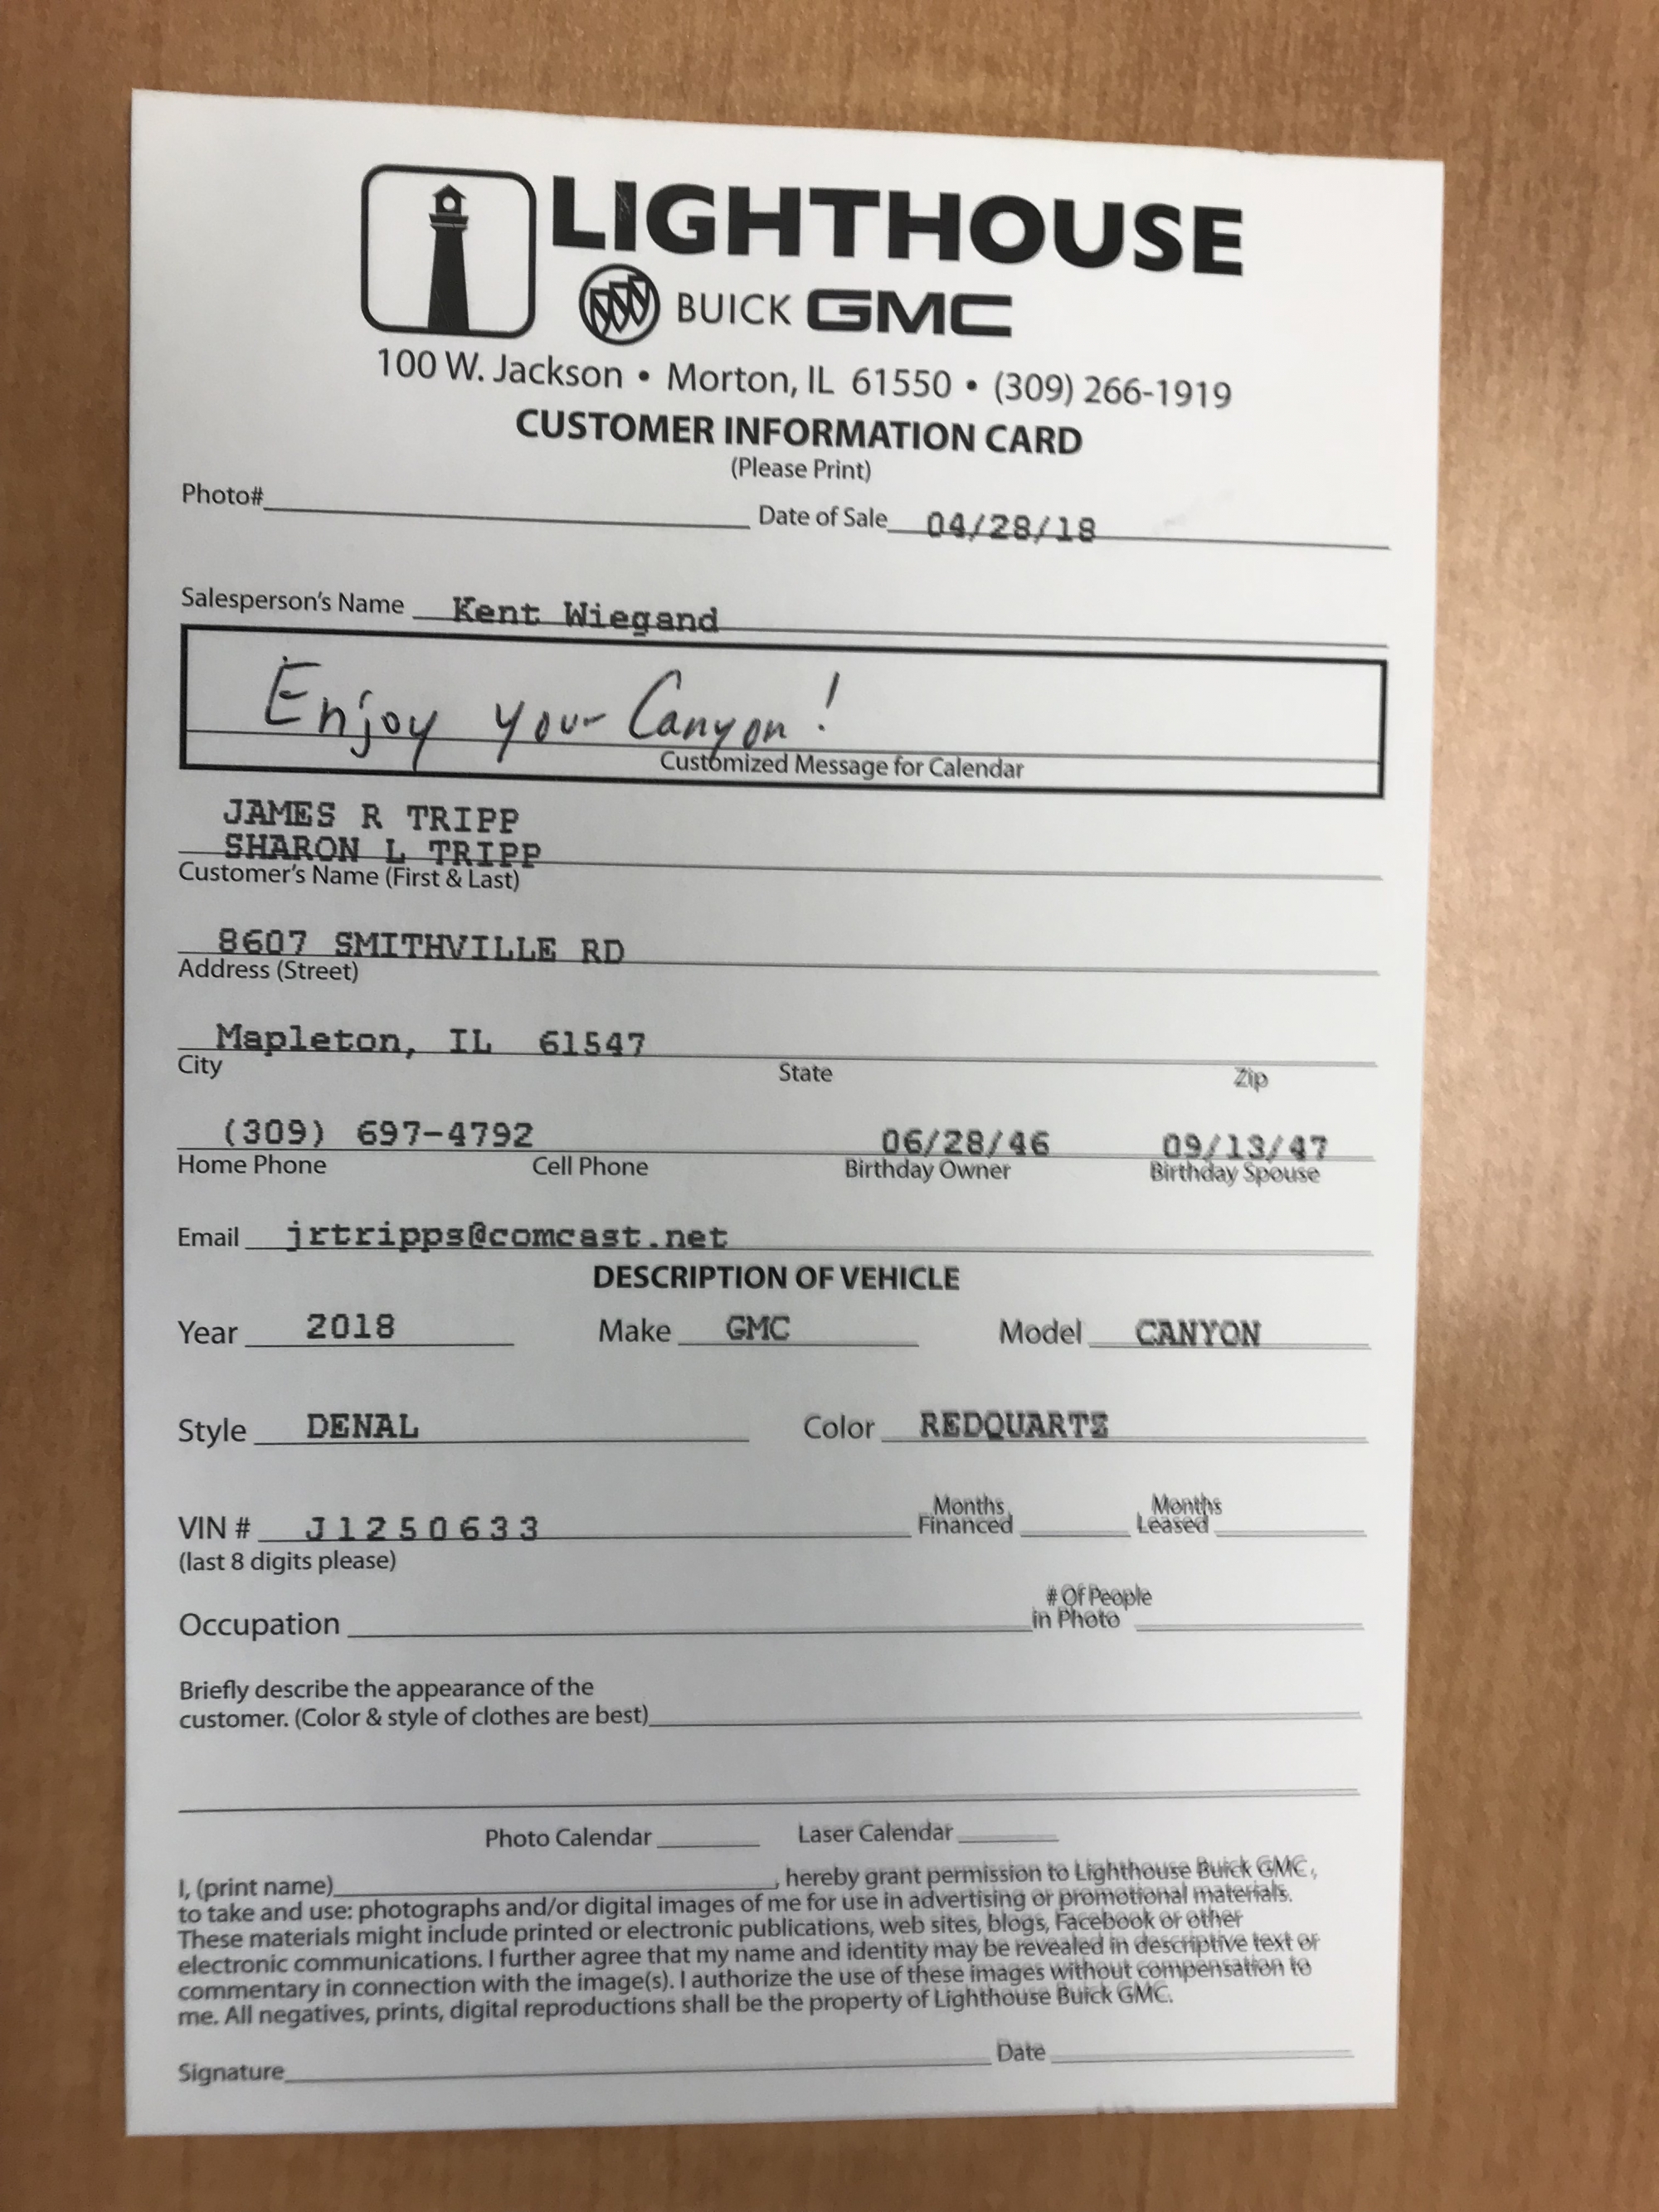 LIGHTHOUSE
BUICK GMC
100 W. Jackson • Morton, IL 61550 • (309) 266-1919
CUSTOMER INFORMATION CARD
(Please Print)
Photo# Date of Sale 04/28/18
Salesperson's Name Kent Wiegand
Enjoy your Canyon!
Customized Message for Calendar
JAMES R TRIPP
SHARON L TRIPP
Customer's Name (First & Last)
8607 SMITHVILLE RD
Address (Street)
Mapleton, IL 61547
City State Zip
(309) 697-4792 06/28/46 09/13/47
Home Phone Cell Phone Birthday Owner Birthday Spouse
Email jrtripps@comcast.net
DESCRIPTION OF VEHICLE
Year 2018 Make GMC Model CANYON
Style DENAL Color REDQUARTZ
VIN # J1250633 Months Financed Months Leased
(last 8 digits please)
Occupation # Of People in Photo
Briefly describe the appearance of the
customer. (Color & style of clothes are best)
Photo Calendar Laser Calendar
I, (print name) , hereby grant permission to Lighthouse Buick GMC,
to take and use: photographs and/or digital images of me for use in advertising or promotional materials.
These materials might include printed or electronic publications, web sites, blogs, Facebook or other
electronic communications. I further agree that my name and identity may be revealed in descriptive text or
commentary in connection with the image(s). I authorize the use of these images without compensation to
me. All negatives, prints, digital reproductions shall be the property of Lighthouse Buick GMC.
Signature Date